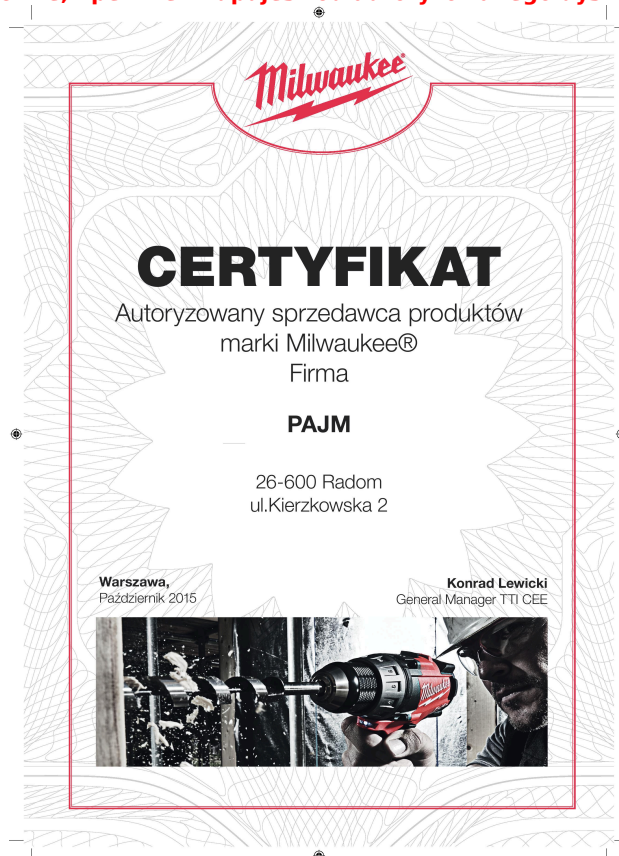 Milwaukee®
CERTYFIKAT
Autoryzowany sprzedawca produktów
marki Milwaukee®
Firma
PAJM
26-600 Radom
ul.Kierzkowska 2
Warszawa,
Październik 2015
Konrad Lewicki
General Manager TTI CEE
Milwaukee